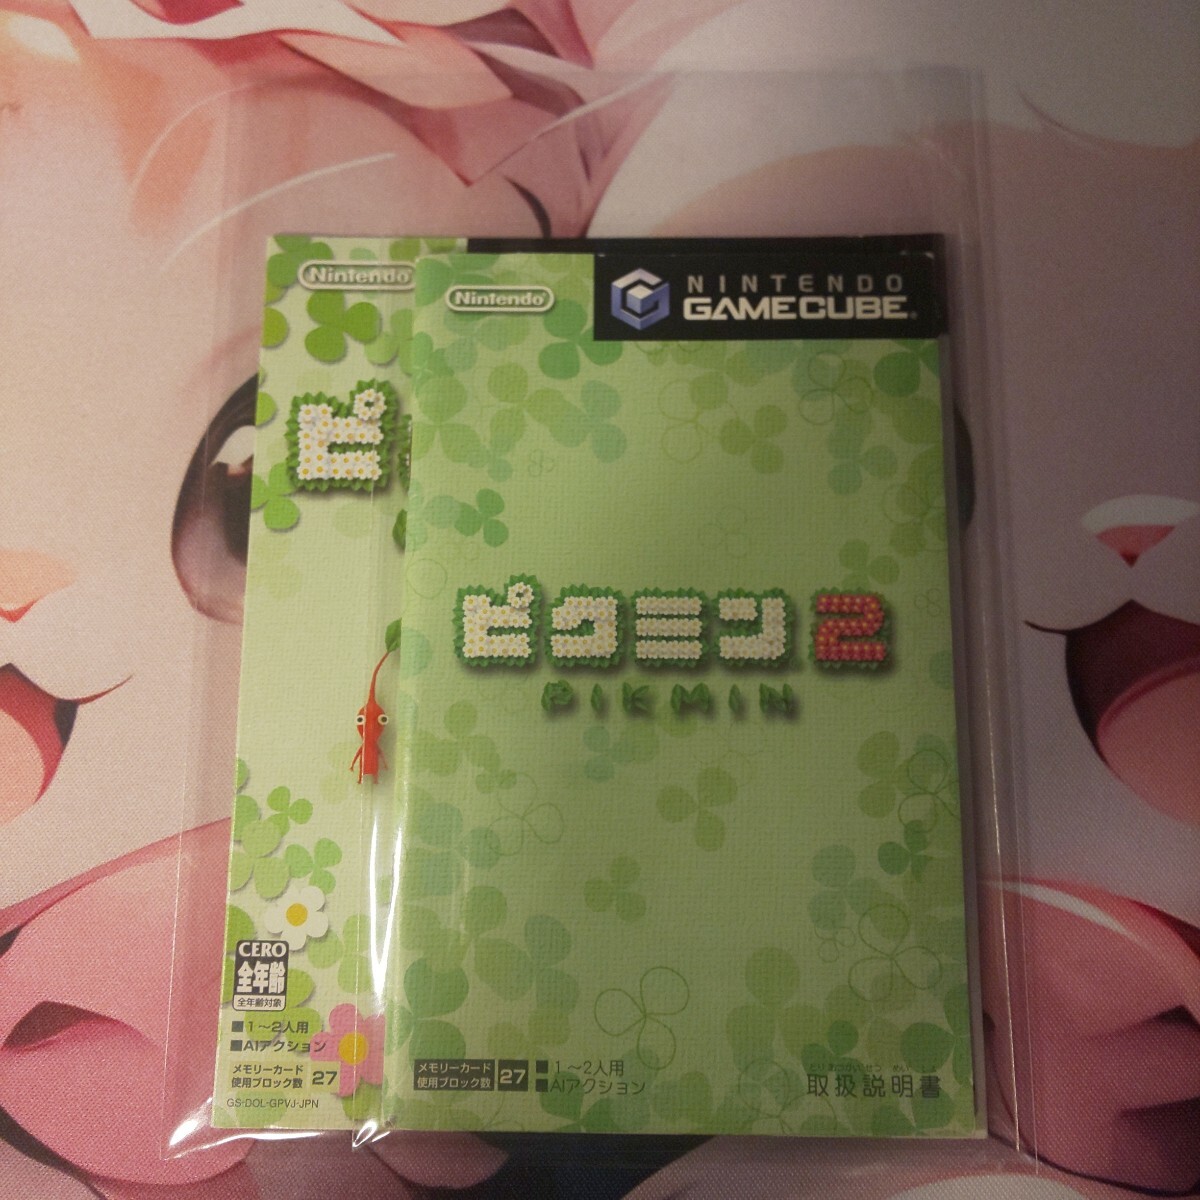 Nintendo
ピ
CERO
全年齢
全年齢対象
■1～2人用
■AIアクション
メモリーカード
使用ブロック数 27
GS-DOL-GPVJ-JPN
Nintendo
NINTENDO
GAMECUBE
ピクミン2
PIKMIN
メモリーカード
使用ブロック数 27
■1～2人用
■AIアクション
取扱説明書